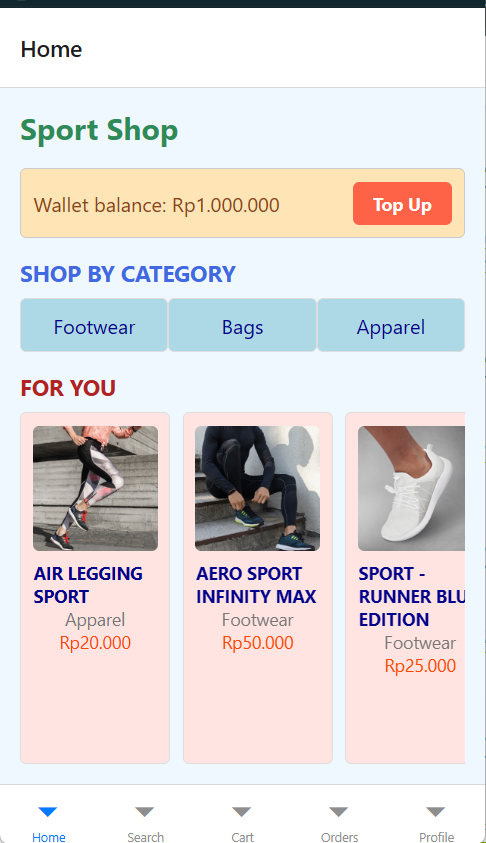 Home
Sport Shop
Wallet balance: Rp1.000.000
Top Up
SHOP BY CATEGORY
Footwear
Bags
Apparel
FOR YOU
AIR LEGGING
SPORT
Apparel
Rp20.000
AERO SPORT
INFINITY MAX
Footwear
Rp50.000
SPORT -
RUNNER BLU
EDITION
Footwear
Rp25.000
Home
Search
Cart
Orders
Profile